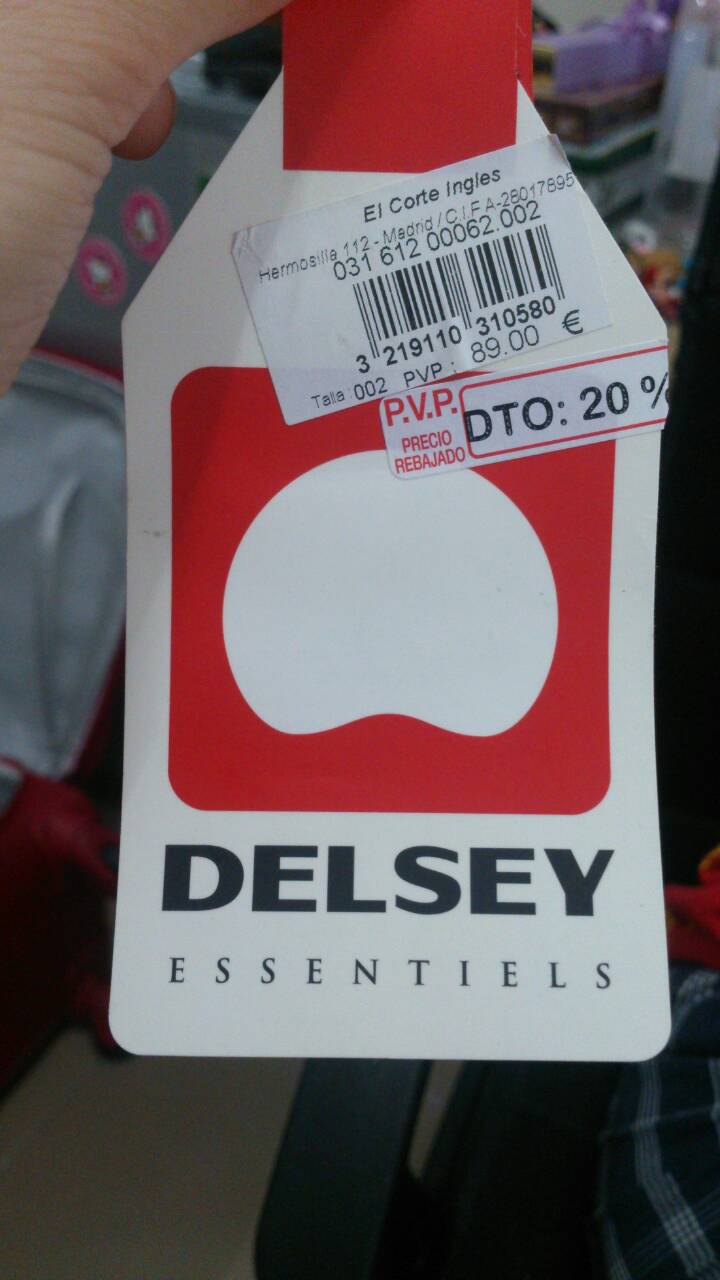 El Corte Ingles
Hermosilla 112 - Madrid / C.I.F A-28017895
031 612 00062.002
3 219110 310580
Talla 002 PVP : 89.00 €
P.V.P.
PRECIO
REBAJADO
DTO: 20 %
DELSEY
ESSENTIELS